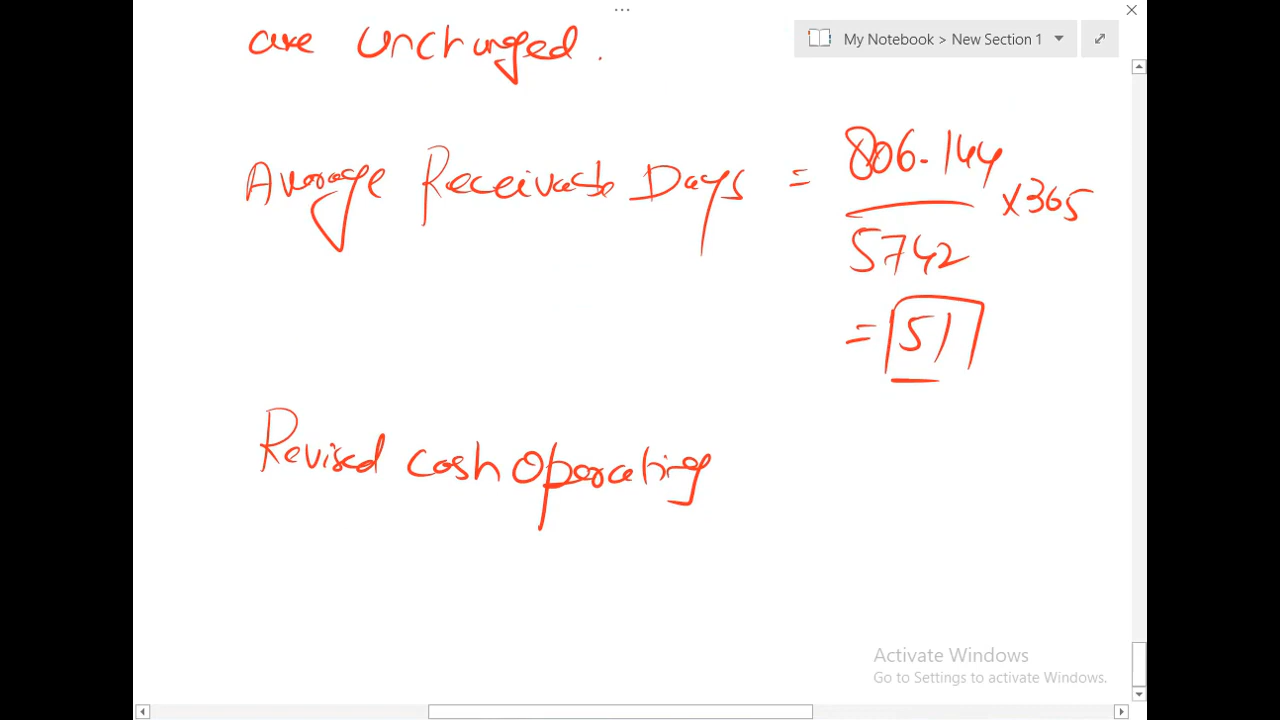 ...
are unchanged.
My Notebook > New Section 1
Average Receivable Days = 806.144 / 5742 x365
= 51
Revised cash operating
Activate Windows
Go to Settings to activate Windows.